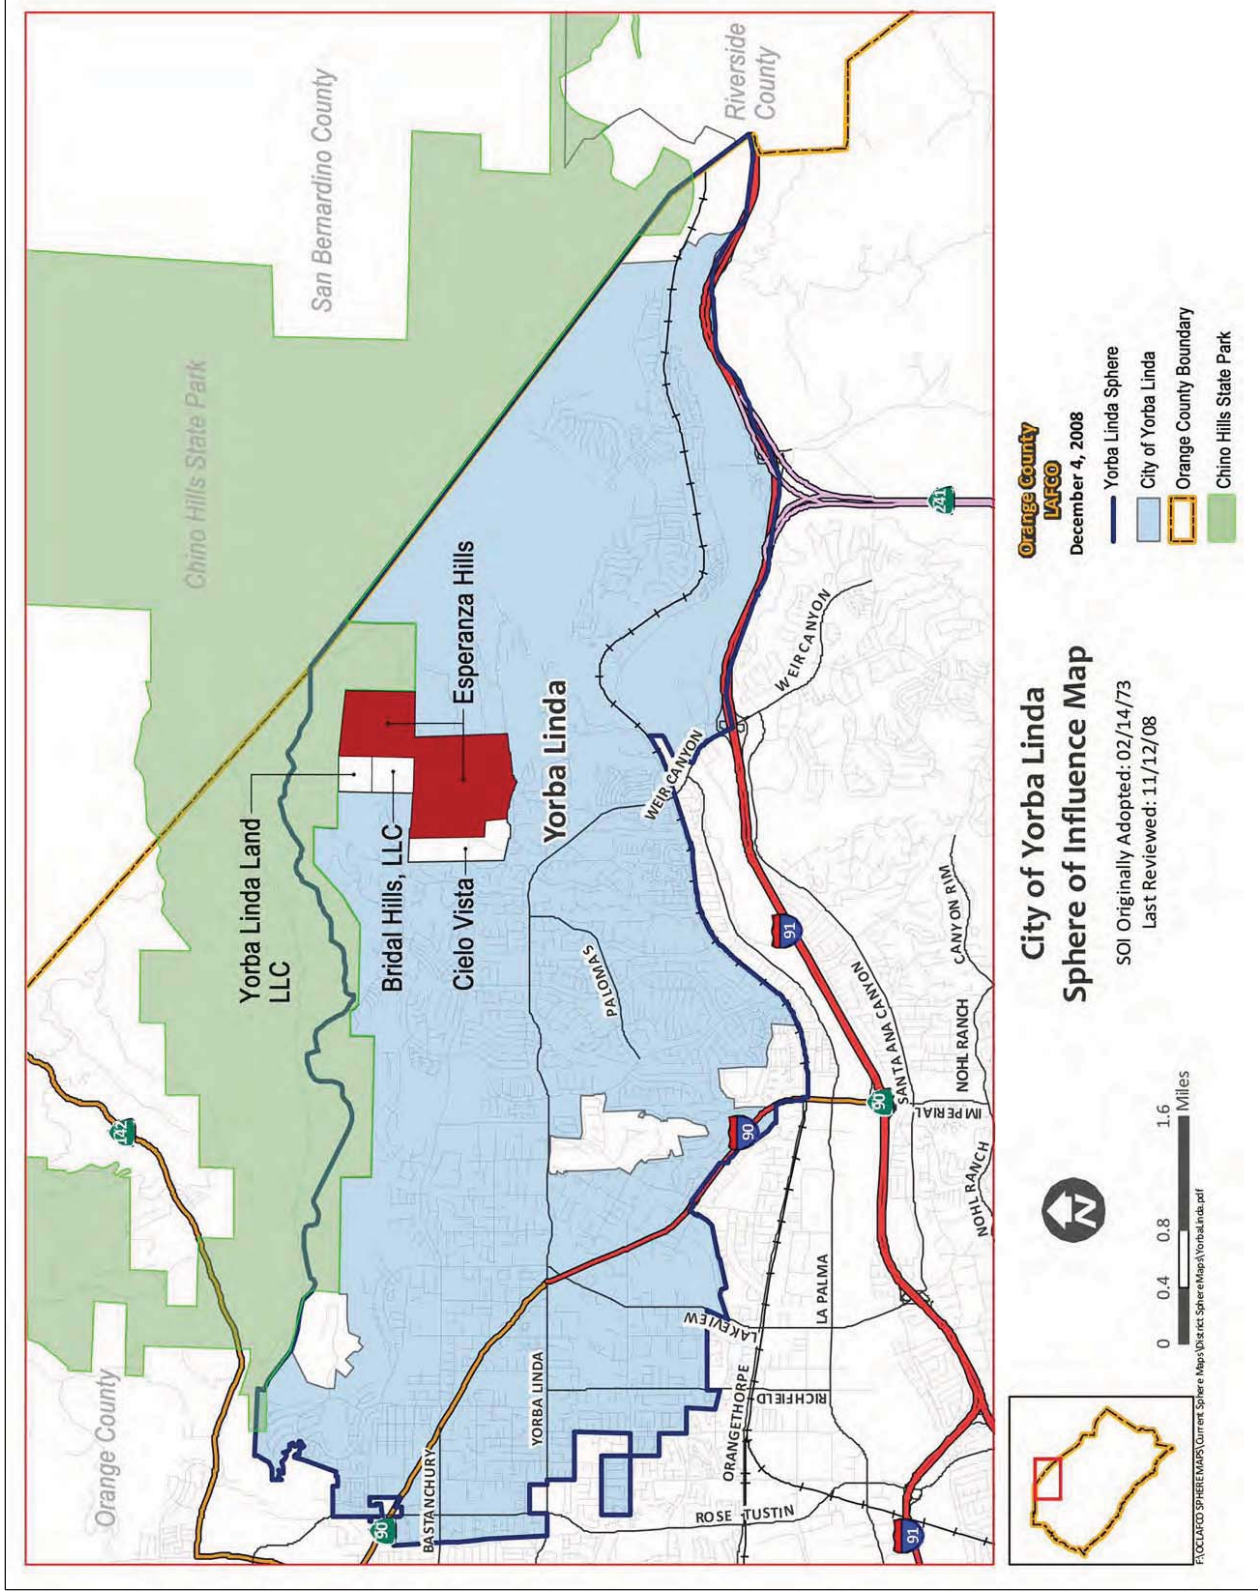 Orange County
142
Chino Hills State Park
San Bernardino County
Riverside
County
Yorba Linda Land
LLC
Bridal Hills, LLC
Cielo Vista
Esperanza Hills
Yorba Linda
90
BASTANCHURY
YORBA LINDA
PALOMAS
WEIR CANYON
WEIR CANYON
LAKEVIEW
90
ORANGETHORPE
RICHFIELD
LA PALMA
ROSE
TUSTIN
91
90
SANTA ANA CANYON
IMPERIAL
NOHL RANCH
NOHL RANCH
CANYON RIM
91
241
F:\OCLAFCO SPHERE MAPS\Current Sphere Maps\District Sphere Maps\YorbaLinda.pdf
N
0 0.4 0.8 1.6
Miles
City of Yorba Linda
Sphere of Influence Map
SOI Originally Adopted: 02/14/73
Last Reviewed: 11/12/08
Orange County
LAFCO
December 4, 2008
Yorba Linda Sphere
City of Yorba Linda
Orange County Boundary
Chino Hills State Park